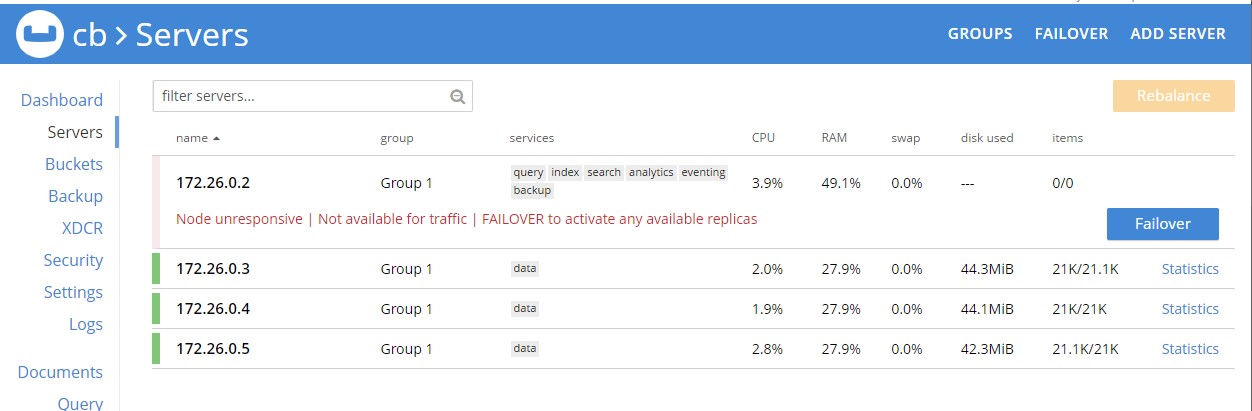 cb > Servers
GROUPS FAILOVER ADD SERVER
filter servers...
Rebalance
Dashboard
Servers
Buckets
Backup
XDCR
Security
Settings
Logs
Documents
Query
name group services CPU RAM swap disk used items
172.26.0.2 Group 1 query index search analytics eventing 3.9% 49.1% 0.0% --- 0/0
backup
Node unresponsive | Not available for traffic | FAILOVER to activate any available replicas
Failover
172.26.0.3 Group 1 data 2.0% 27.9% 0.0% 44.3MiB 21K/21.1K Statistics
172.26.0.4 Group 1 data 1.9% 27.9% 0.0% 44.1MiB 21K/21K Statistics
172.26.0.5 Group 1 data 2.8% 27.9% 0.0% 42.3MiB 21.1K/21K Statistics